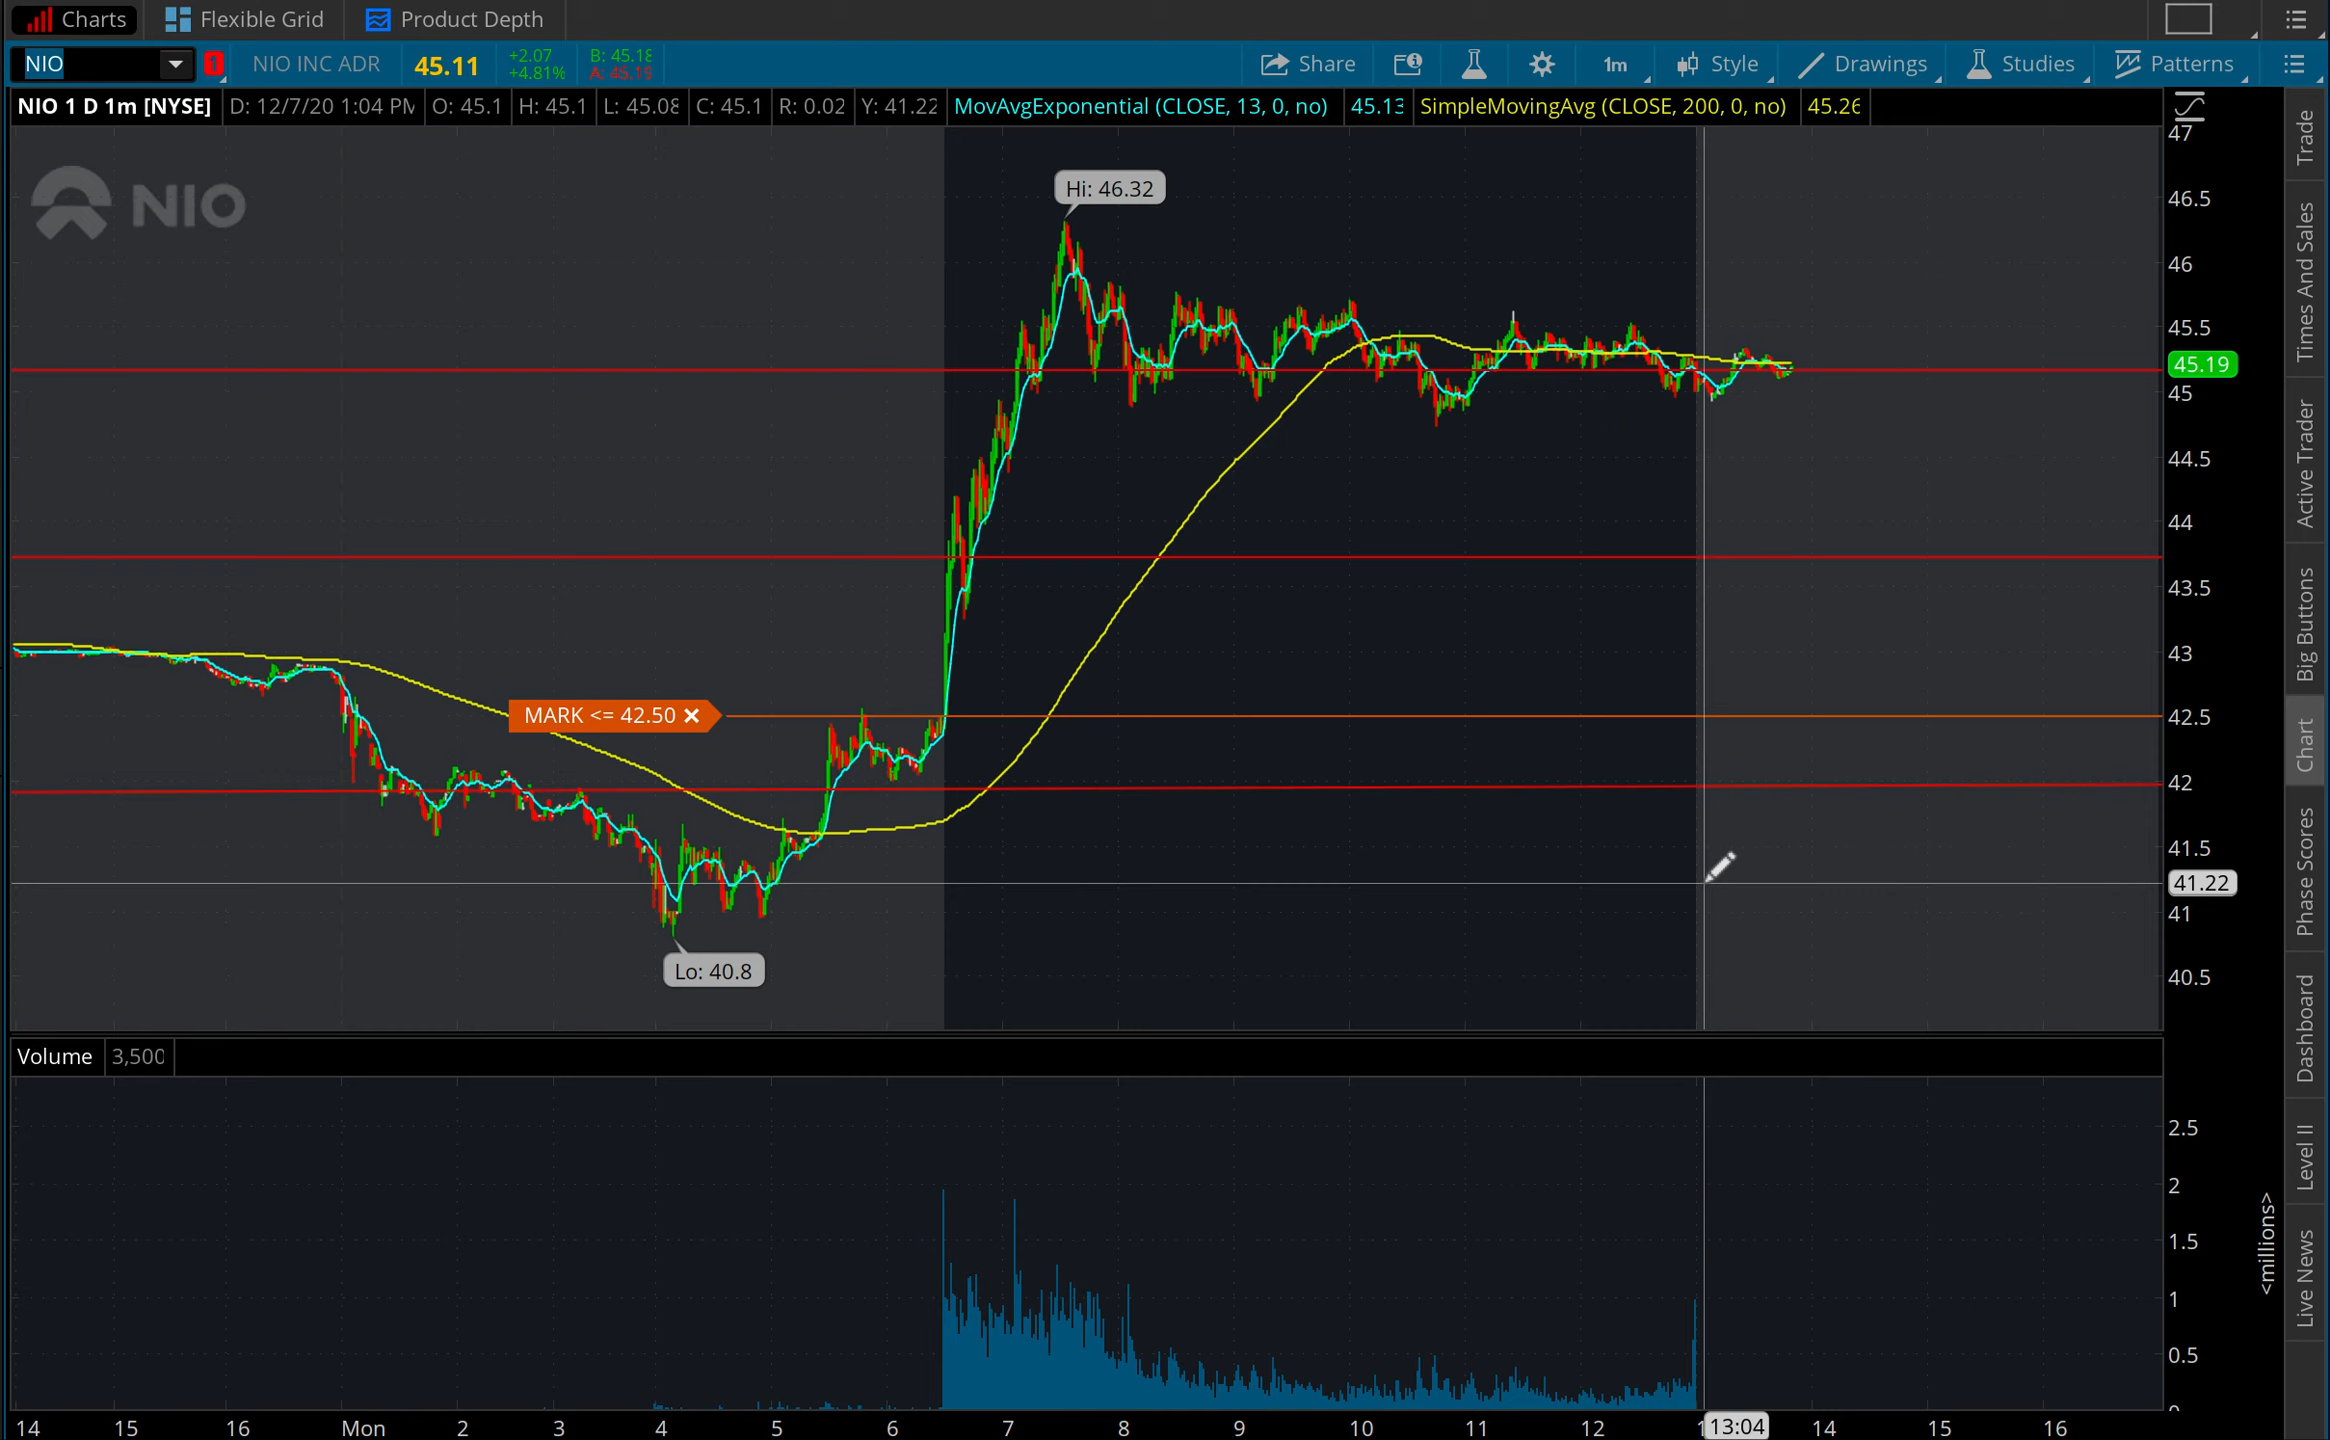 Charts Flexible Grid Product Depth
NIO 1 NIO INC ADR 45.11 +2.07 +4.81% B: 45.18 A: 45.19 Share 1m Style Drawings Studies Patterns
NIO 1 D 1m [NYSE] D: 12/7/20 1:04 PM O: 45.1 H: 45.1 L: 45.08 C: 45.1 R: 0.02 Y: 41.22 MovAvgExponential (CLOSE, 13, 0, no) 45.13 SimpleMovingAvg (CLOSE, 200, 0, no) 45.26
NIO
Hi: 46.32
MARK <= 42.50
Lo: 40.8
47
46.5
46
45.5
45.19
45
44.5
44
43.5
43
42.5
42
41.5
41.22
41
40.5
Volume 3,500
2.5
2
1.5
1
0.5
<millions>
14 15 16 Mon 2 3 4 5 6 7 8 9 10 11 12 13:04 14 15 16
Trade
Times And Sales
Active Trader
Big Buttons
Chart
Phase Scores
Dashboard
Level II
Live News